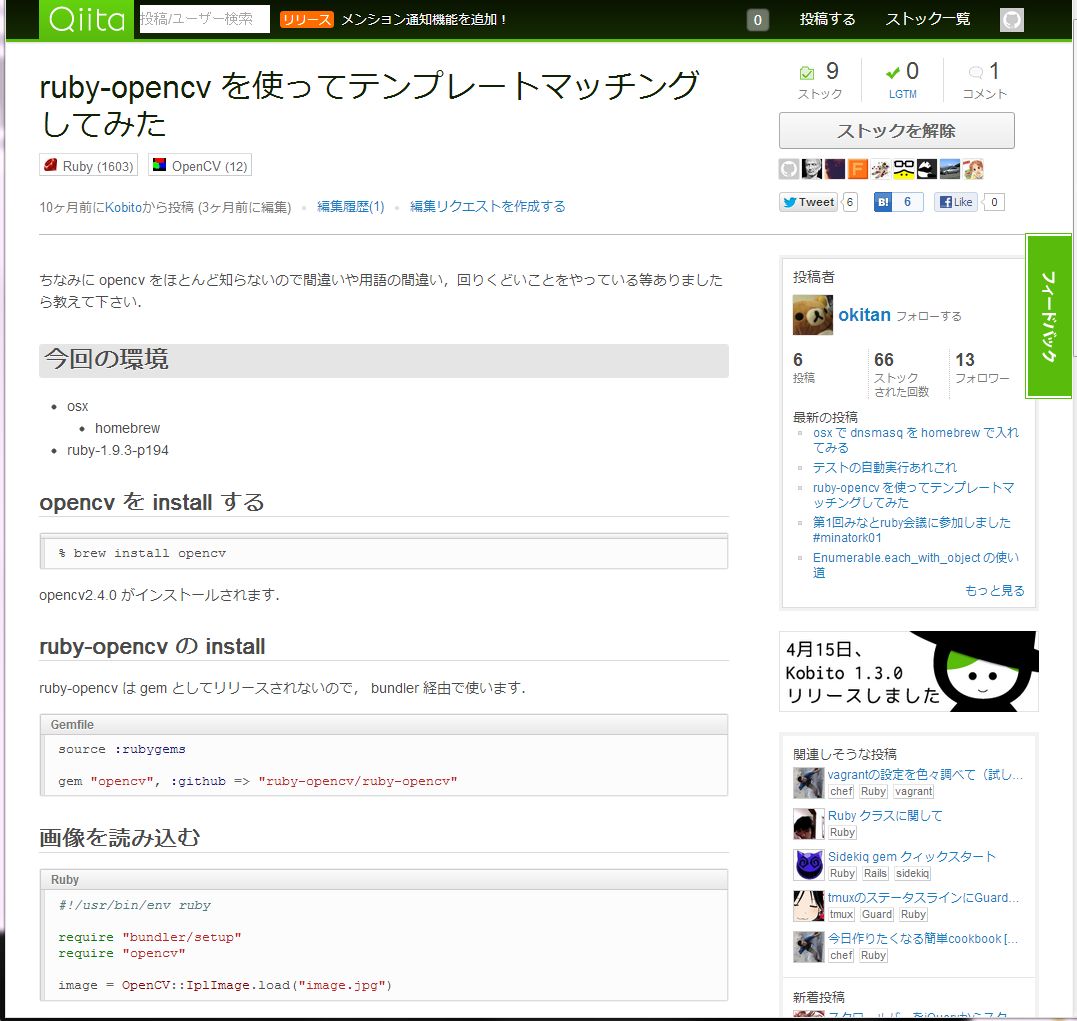 Qiita
投稿/ユーザー検索
リリース メンション通知機能を追加！
0
投稿する
ストック一覧
ruby-opencv を使ってテンプレートマッチング
してみた
Ruby (1603)
OpenCV (12)
10ヶ月前にKobitoから投稿 (3ヶ月前に編集)
編集履歴(1)
編集リクエストを作成する
9
ストック
0
LGTM
1
コメント
ストックを解除
Tweet 6
B! 6
Like 0
フィードバック
ちなみに opencv をほとんど知らないので間違いや用語の間違い，回りくどいことをやっている等ありました
ら教えて下さい．
今回の環境
osx
homebrew
ruby-1.9.3-p194
opencv を install する
% brew install opencv
opencv2.4.0 がインストールされます．
ruby-opencv の install
ruby-opencv は gem としてリリースされないので， bundler 経由で使います．
Gemfile
source :rubygems
gem "opencv", :github => "ruby-opencv/ruby-opencv"
画像を読み込む
Ruby
#!/usr/bin/env ruby
require "bundler/setup"
require "opencv"
image = OpenCV::IplImage.load("image.jpg")
投稿者
okitan フォローする
6
投稿
66
ストック
された回数
13
フォロワー
最新の投稿
osx で dnsmasq を homebrew で入れ
てみる
テストの自動実行あれこれ
ruby-opencv を使ってテンプレートマ
ッチングしてみた
第1回みなとruby会議に参加しました
#minatork01
Enumerable.each_with_object の使い
道
もっと見る
4月15日、
Kobito 1.3.0
リリースしました
関連しそうな投稿
vagrantの設定を色々調べて（試し...
chef Ruby vagrant
Ruby クラスに関して
Ruby
Sidekiq gem クィックスタート
Ruby Rails sidekiq
tmuxのステータスラインにGuard...
tmux Guard Ruby
今日作りたくなる簡単cookbook [...
chef Ruby
新着投稿
スクロールバーをjQueryからスタ